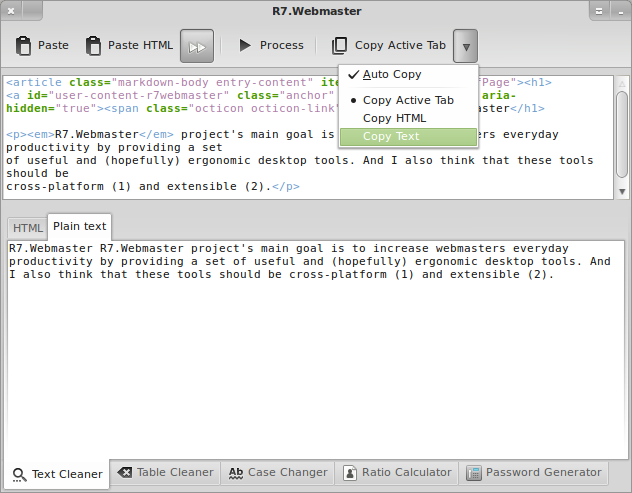 R7.Webmaster
Paste
Paste HTML
Process
Copy Active Tab
Auto Copy
Copy Active Tab
Copy HTML
Copy Text
<article class="markdown-body entry-content" ite fPage"><h1>
<a id="user-content-r7webmaster" class="anchor" aria-
hidden="true"><span class="octicon octicon-link" aster</h1>
<p><em>R7.Webmaster</em> project's main goal is ers everyday
productivity by providing a set
of useful and (hopefully) ergonomic desktop tools. And I also think that these tools
should be
cross-platform (1) and extensible (2).</p>
HTML
Plain text
R7.Webmaster R7.Webmaster project's main goal is to increase webmasters everyday
productivity by providing a set of useful and (hopefully) ergonomic desktop tools. And
I also think that these tools should be cross-platform (1) and extensible (2).
Text Cleaner
Table Cleaner
Ab Case Changer
Ratio Calculator
Password Generator